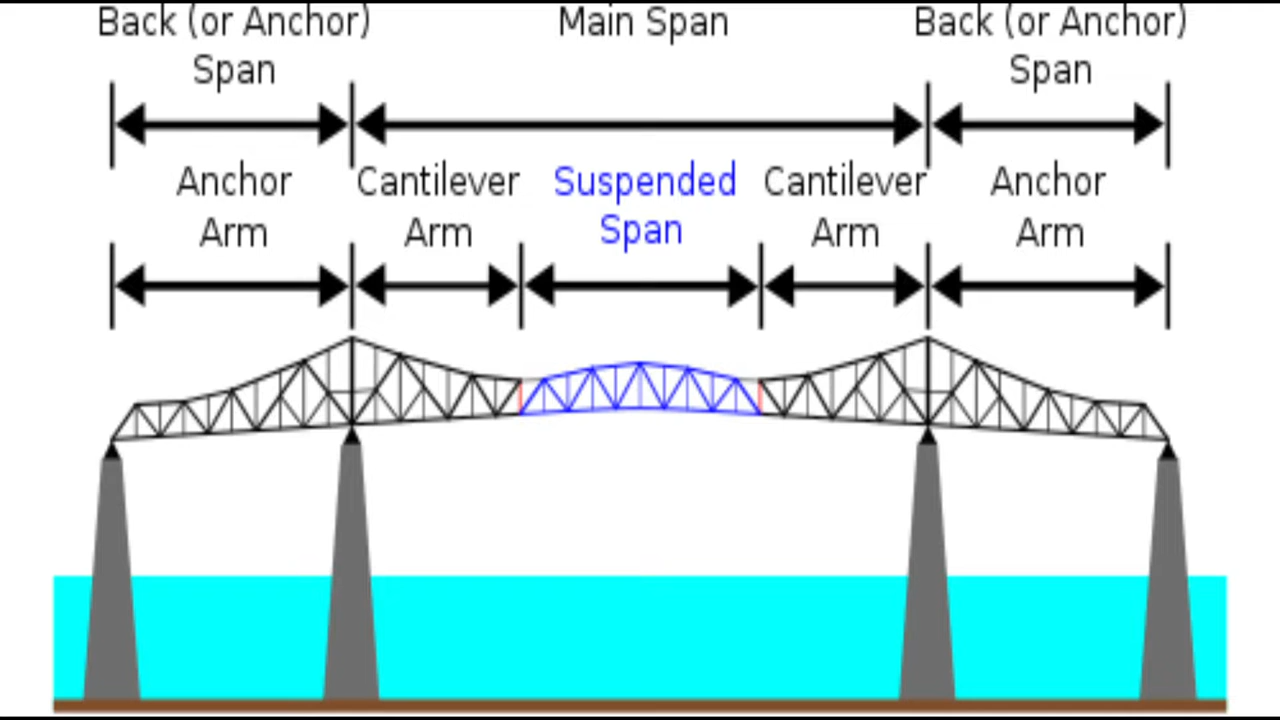 Back (or Anchor)
Span
Main Span
Back (or Anchor)
Span
Anchor
Arm
Cantilever
Arm
Suspended
Span
Cantilever
Arm
Anchor
Arm